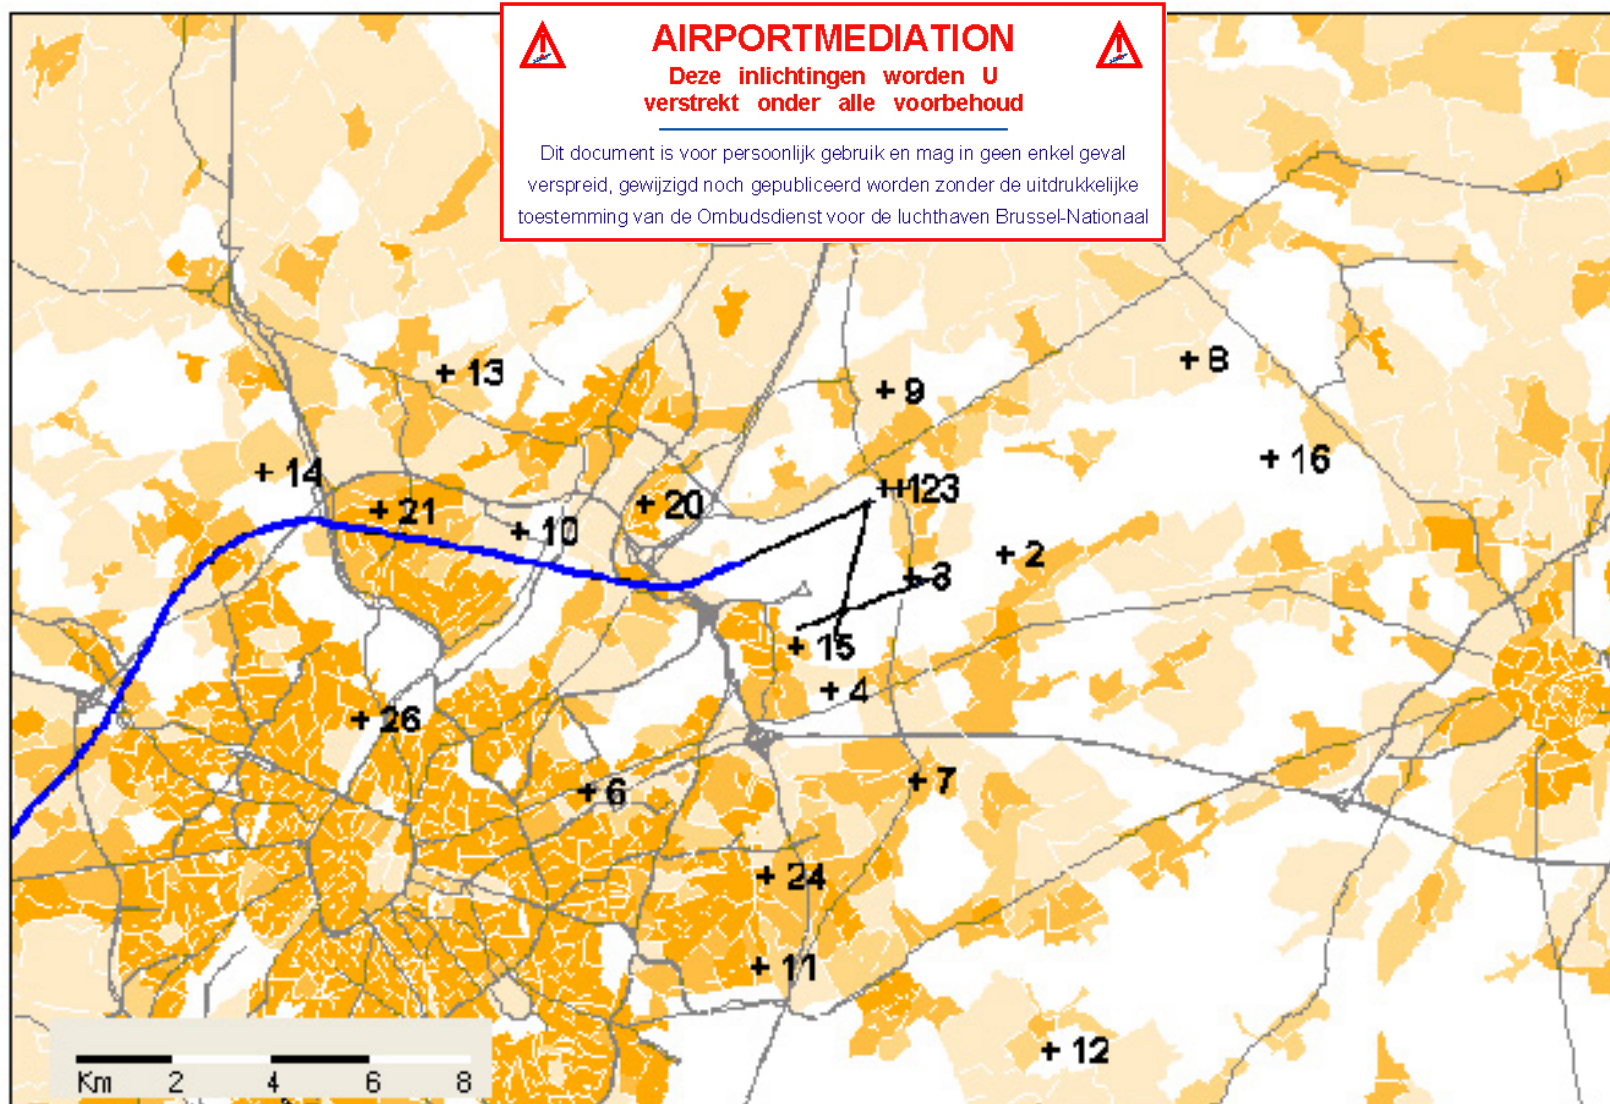 AIRPORTMEDIATION
Deze inlichtingen worden U
verstrekt onder alle voorbehoud
Dit document is voor persoonlijk gebruik en mag in geen enkel geval
verspreid, gewijzigd noch gepubliceerd worden zonder de uitdrukkelijke
toestemming van de Ombudsdienst voor de luchthaven Brussel-Nationaal
+ 8
+ 13
+ 9
+ 16
+ 14
++123
+ 20
+ 21
+ 10
+ 2
+ 3
+ 15
+ 4
+ 26
+ 7
+ 6
+ 24
+ 11
+ 12
Km 2 4 6 8